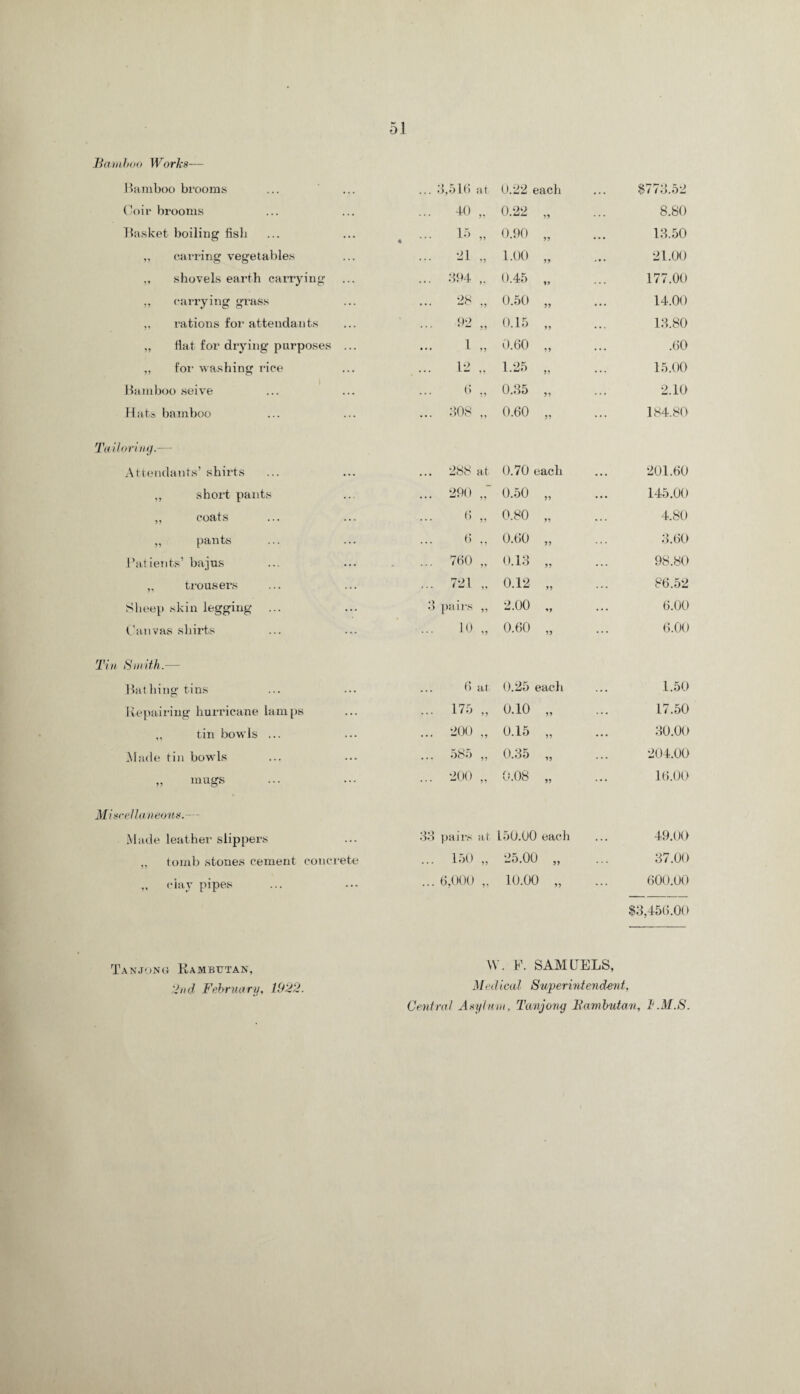 51
Bamboo Works—
Bamboo brooms ... ... ... 3,516 at 0.22 each ... $773.52
Coir brooms ... ... ... 40 „ 0.22 „ ... 8.80
Basket boiling fish ... ... ... 15 „ 0.90 „ ... 13.50
„ carring vegetables ... ... 21 „ 1.00 „ ... 21.00
„ shovels earth carrying ... ... 394 „ 0.45 „ ... 177.00
„ carrying grass ... ... 28 „ 0.50 „ ... 14.00
„ rations for attendants ... ... 92 „ 0.15 „ ... 13.80
„ flat for drying purposes ... ... 1 „ 0.60 „ ... .60
„ for washing rice ... ... 12 „ 1.25 „ ... 15.00
Bamboo seive ... ... ... 6 „ 0.35 „ ... 2.10
Hats bamboo ... ... ... 308 „ 0.60 „ ... 184.80
Tailoring.—
Attendants' shirts ... ... ... 288 at 0.70 each ... 201.60
„ short pants ... ... 290 „ 0.50 „ ... 145.00
„ coats ... ... ... 6 „ 0.80 „ ... 4.80
„ pants ... ... ... 6 „ 0.60 „ ... 3.60
Patients' bajus ... ... ... 760 „ 0.13 „ ... 98.80
„ trousers ... ... ... 721 „ 0.12 „ ... 86.52
Sheep skin legging ... ... 3 pairs „ 2.00 „ ... 6.00
Canvas shirts ... ... ... 10 „ 0.60 „ ... 6.00
Tin Smith.—
Bathing tins ... ... ... 6 at 0.25 each ... 1.50
Repairing hurricane lamps ... ... 175 „ 0.10 „ ... 17.50
„ tin bowls ... ... ... 200 „ 0.15 „ ... 30.00
Made tin bowls ... ... 585 „ 0.35 „ ... 204.00
„ mugs ... ... ... 200 „ 0.08 „ ... 16.00
Miscellaneous.—
Made leather slippers ... 33 pairs at 150.00 each ... 49.00
„ tomb stones cement concrete ... 150 „ 25.00 „ ... 37.00
„ clay pipes ... ... ... 6,000 „ 10.00 „ ... 600.00
$3,456.00
Tanjong Rambutan,
2nd February, 1922.
W. F. SAMUELS,
Medical Superintendent,
Central Asylum, Tanjong Rambutan, F.M.S.